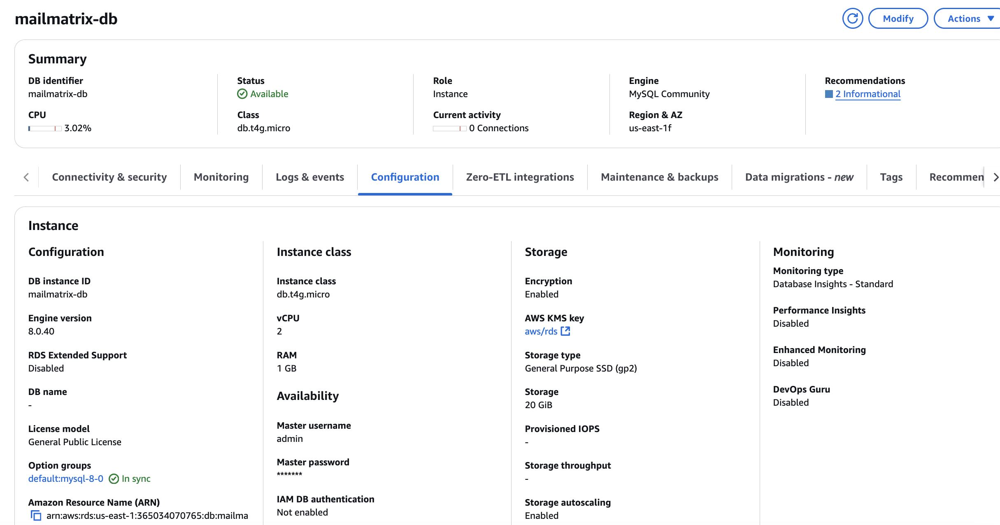 mailmatrix-db
Modify
Actions
Summary
DB identifier
mailmatrix-db
Status
Available
Role
Instance
Engine
MySQL Community
Recommendations
2 Informational
CPU
3.02%
Class
db.t4g.micro
Current activity
0 Connections
Region & AZ
us-east-1f
Connectivity & security
Monitoring
Logs & events
Configuration
Zero-ETL integrations
Maintenance & backups
Data migrations - new
Tags
Recommen
Instance
Configuration
DB instance ID
mailmatrix-db
Engine version
8.0.40
RDS Extended Support
Disabled
DB name
-
License model
General Public License
Option groups
default:mysql-8-0 In sync
Amazon Resource Name (ARN)
arn:aws:rds:us-east-1:365034070765:db:mailma
Instance class
Instance class
db.t4g.micro
vCPU
2
RAM
1 GB
Availability
Master username
admin
Master password
*******
IAM DB authentication
Not enabled
Storage
Encryption
Enabled
AWS KMS key
aws/rds
Storage type
General Purpose SSD (gp2)
Storage
20 GiB
Provisioned IOPS
-
Storage throughput
-
Storage autoscaling
Enabled
Monitoring
Monitoring type
Database Insights - Standard
Performance Insights
Disabled
Enhanced Monitoring
Disabled
DevOps Guru
Disabled